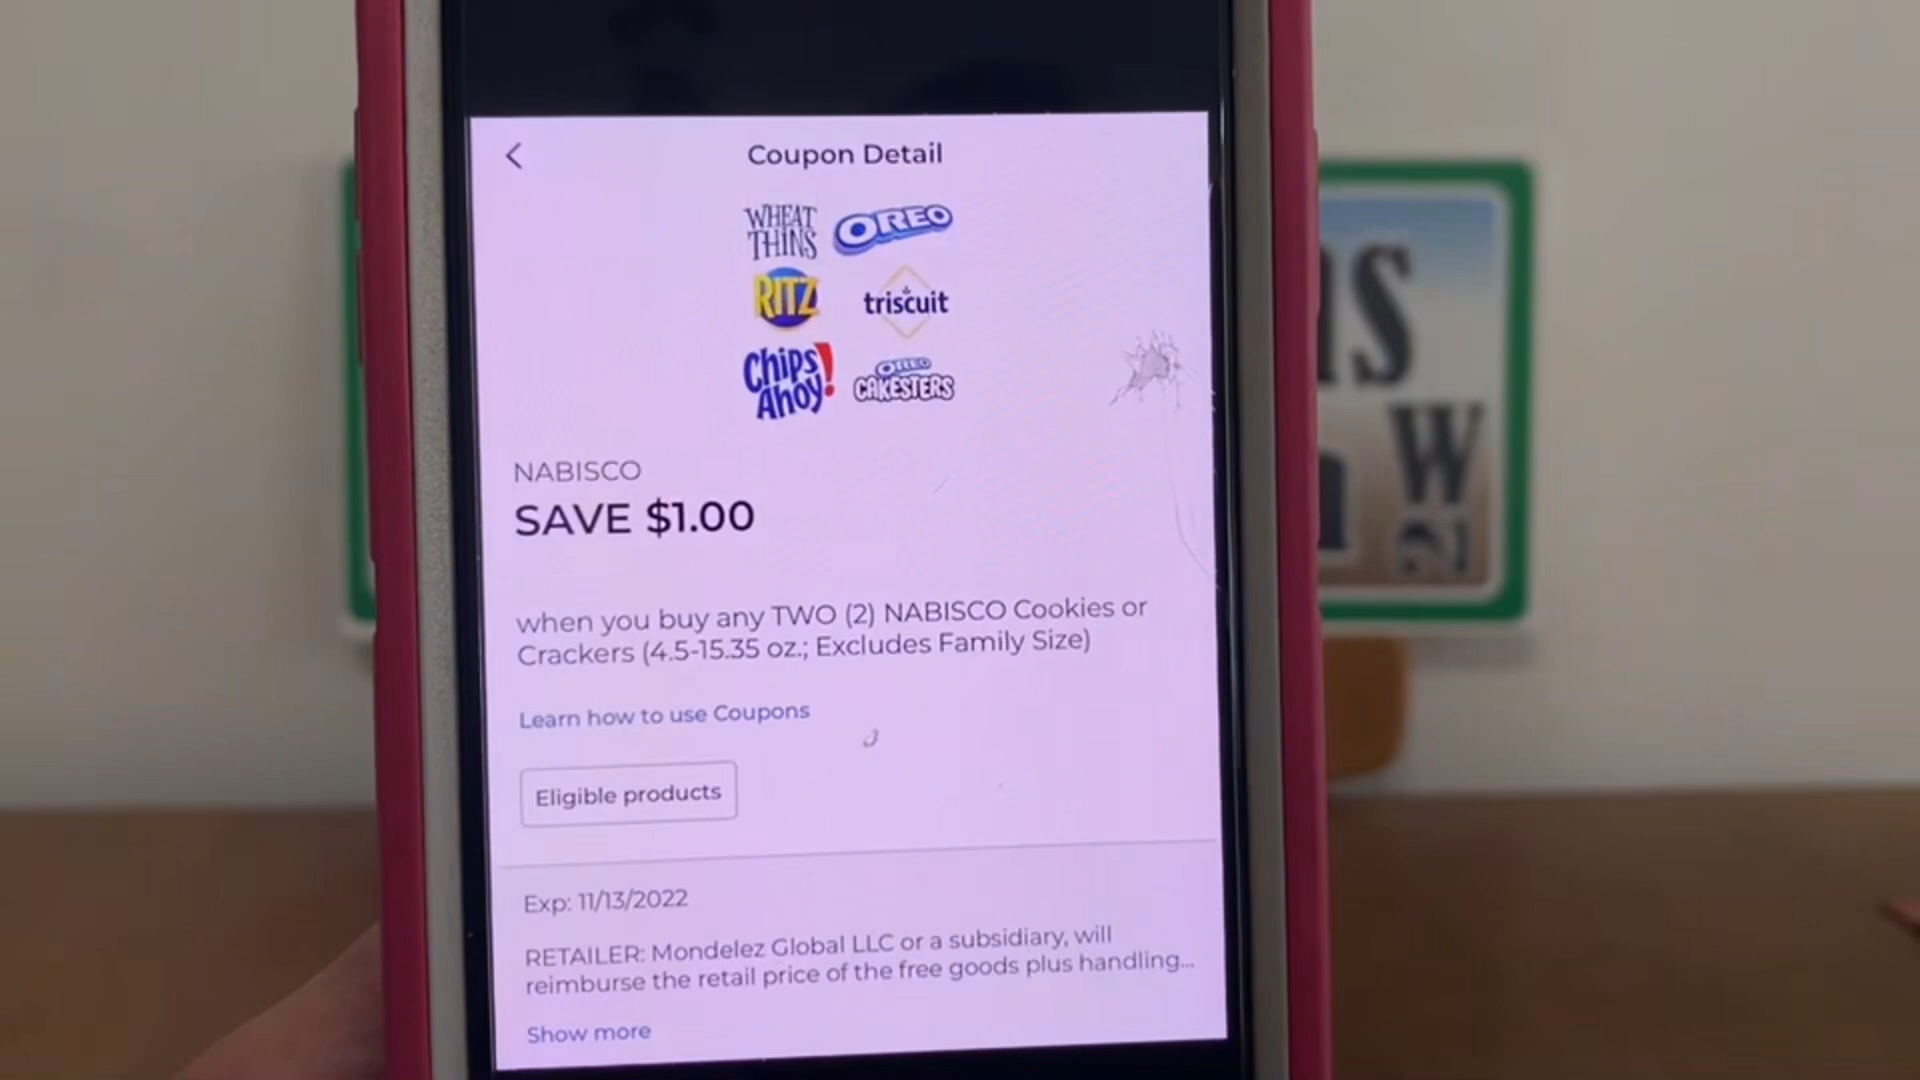 Coupon Detail
WHEAT THINS
OREO
RITZ
triscuit
Chips Ahoy!
OREO CAKESTERS
NABISCO
SAVE $1.00
when you buy any TWO (2) NABISCO Cookies or
Crackers (4.5-15.35 oz.; Excludes Family Size)
Learn how to use Coupons
Eligible products
Exp: 11/13/2022
RETAILER: Mondelez Global LLC or a subsidiary, will
reimburse the retail price of the free goods plus handling...
Show more